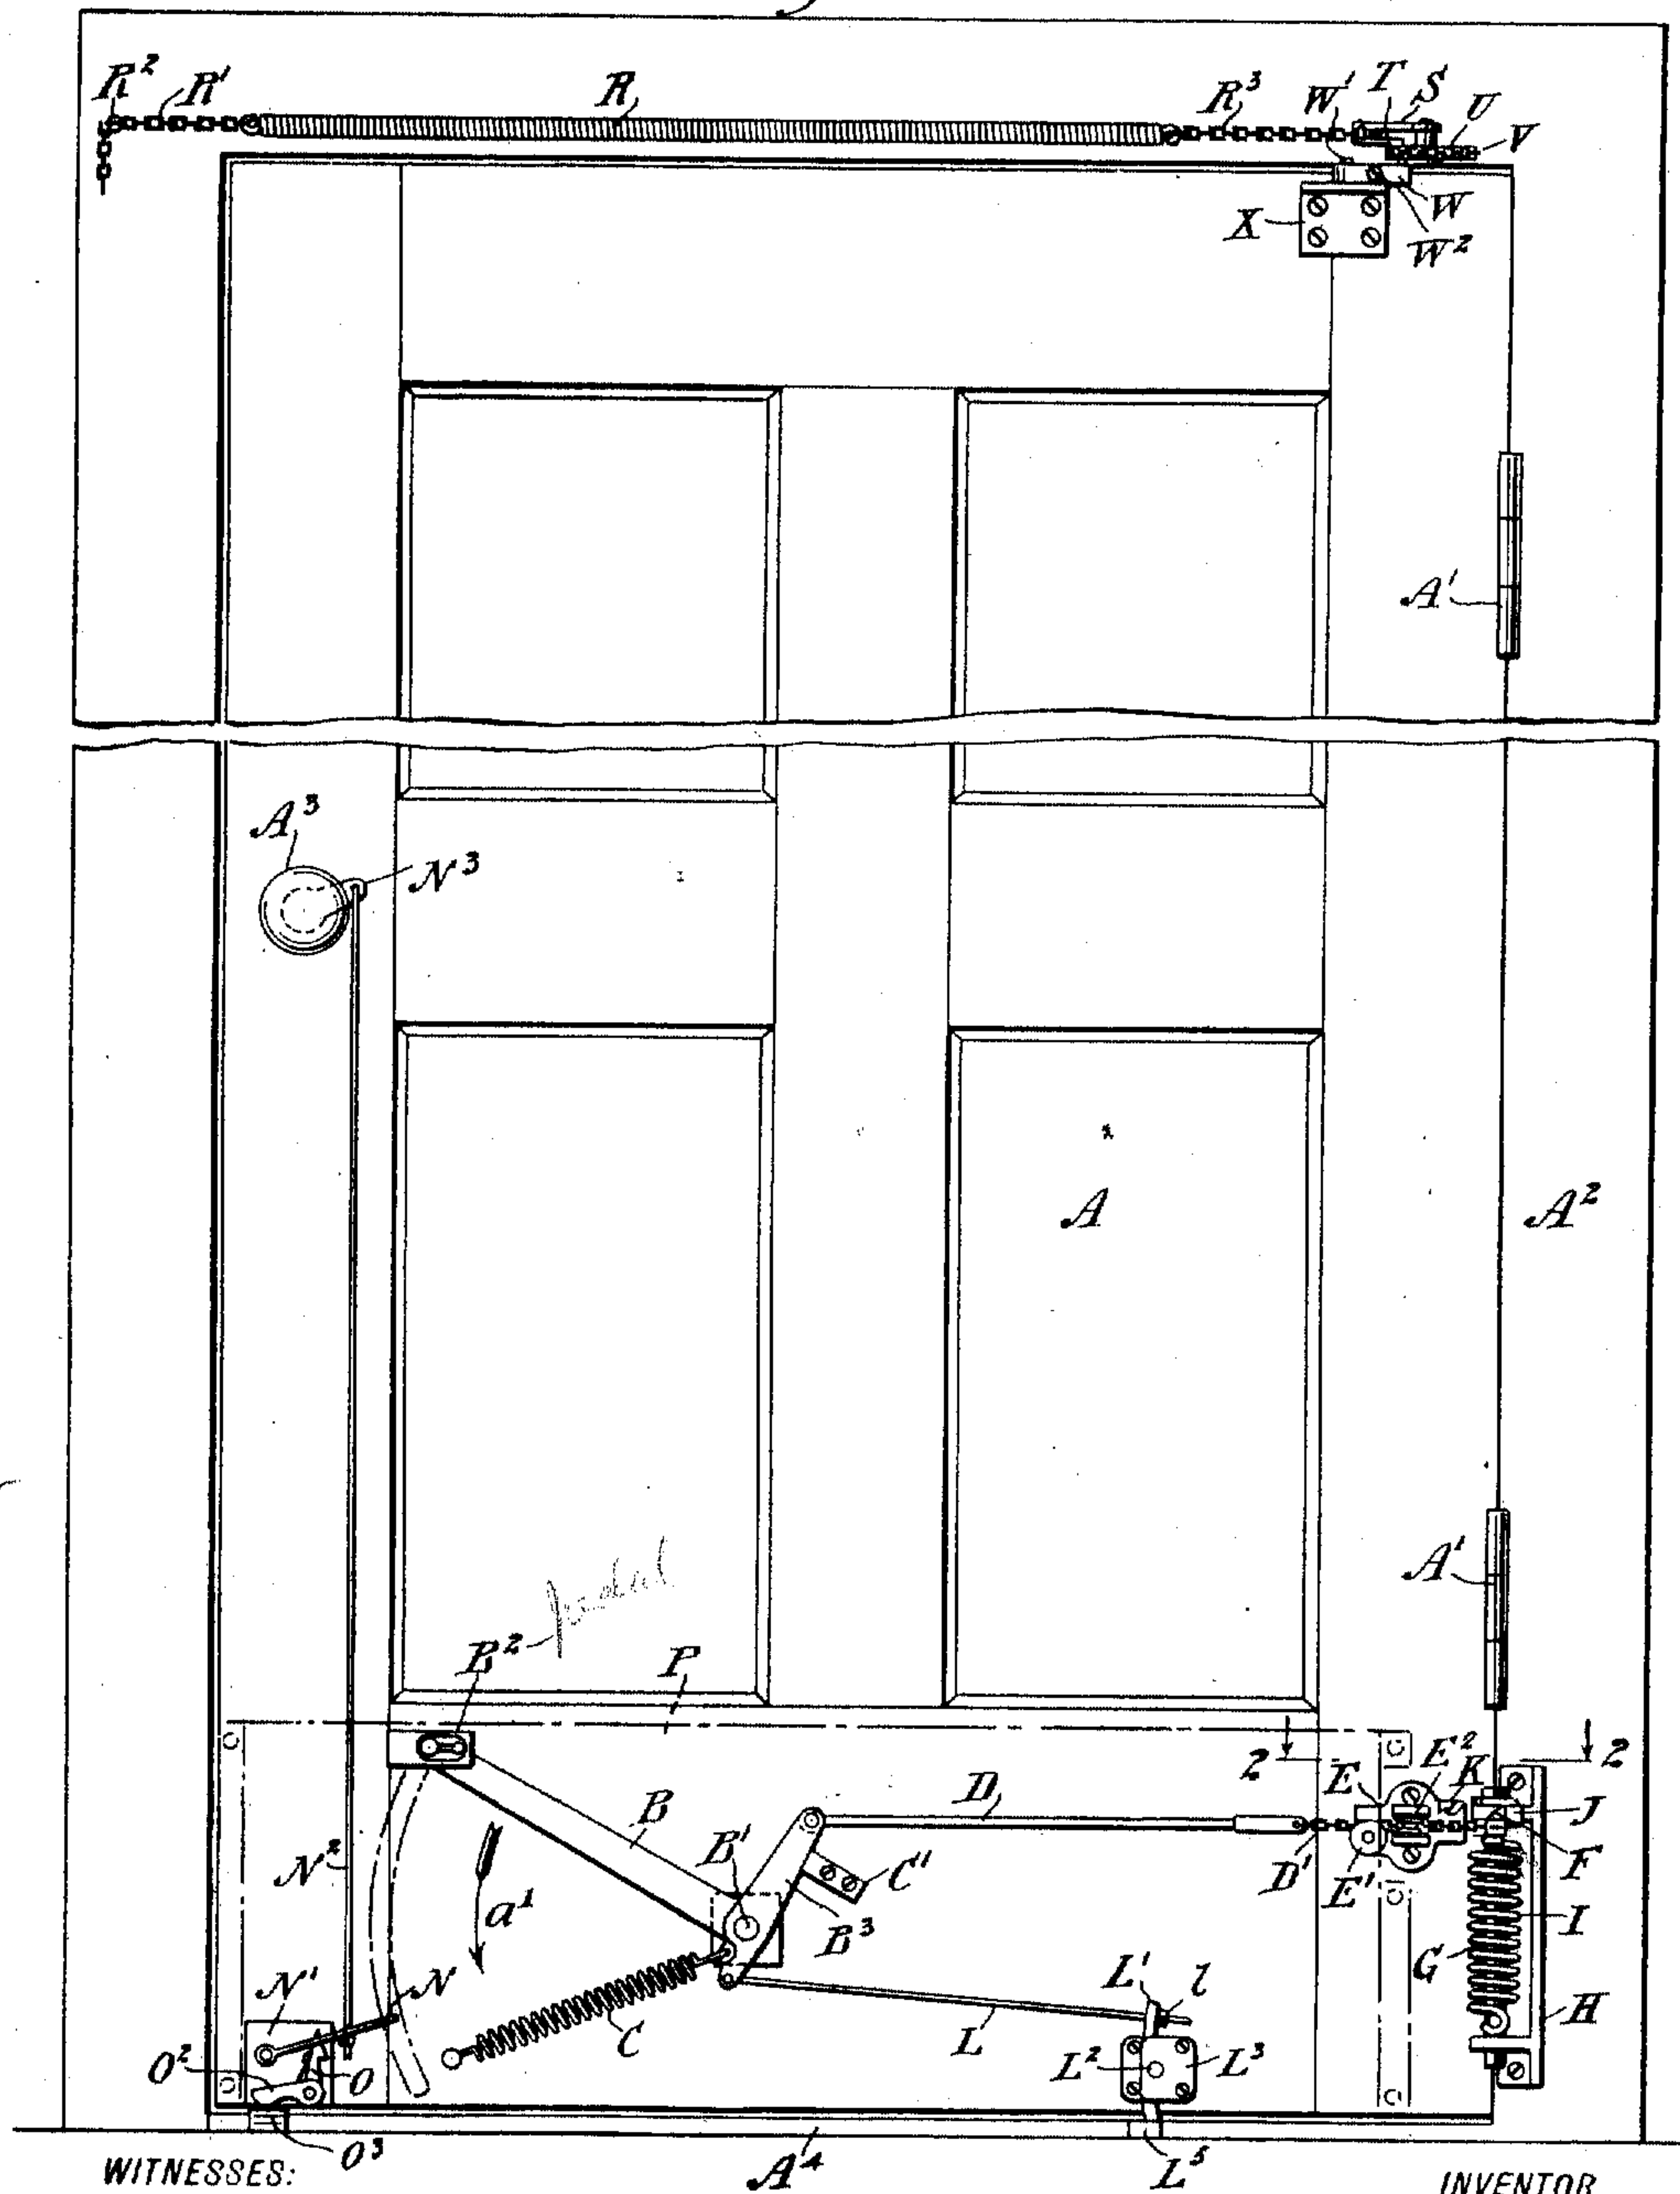 R² R¹ R R³ W¹ T S U V
W
X W²
A¹
A³
N³
A A²
A¹
pedal
B² P
2 E² K 2
E
D J
B F
B¹ C¹ D¹ E¹
N² a¹ B³ I
G
N¹ N L¹ l H
C L
O² O L² L³
O³ A⁴ L⁵
WITNESSES: INVENTOR